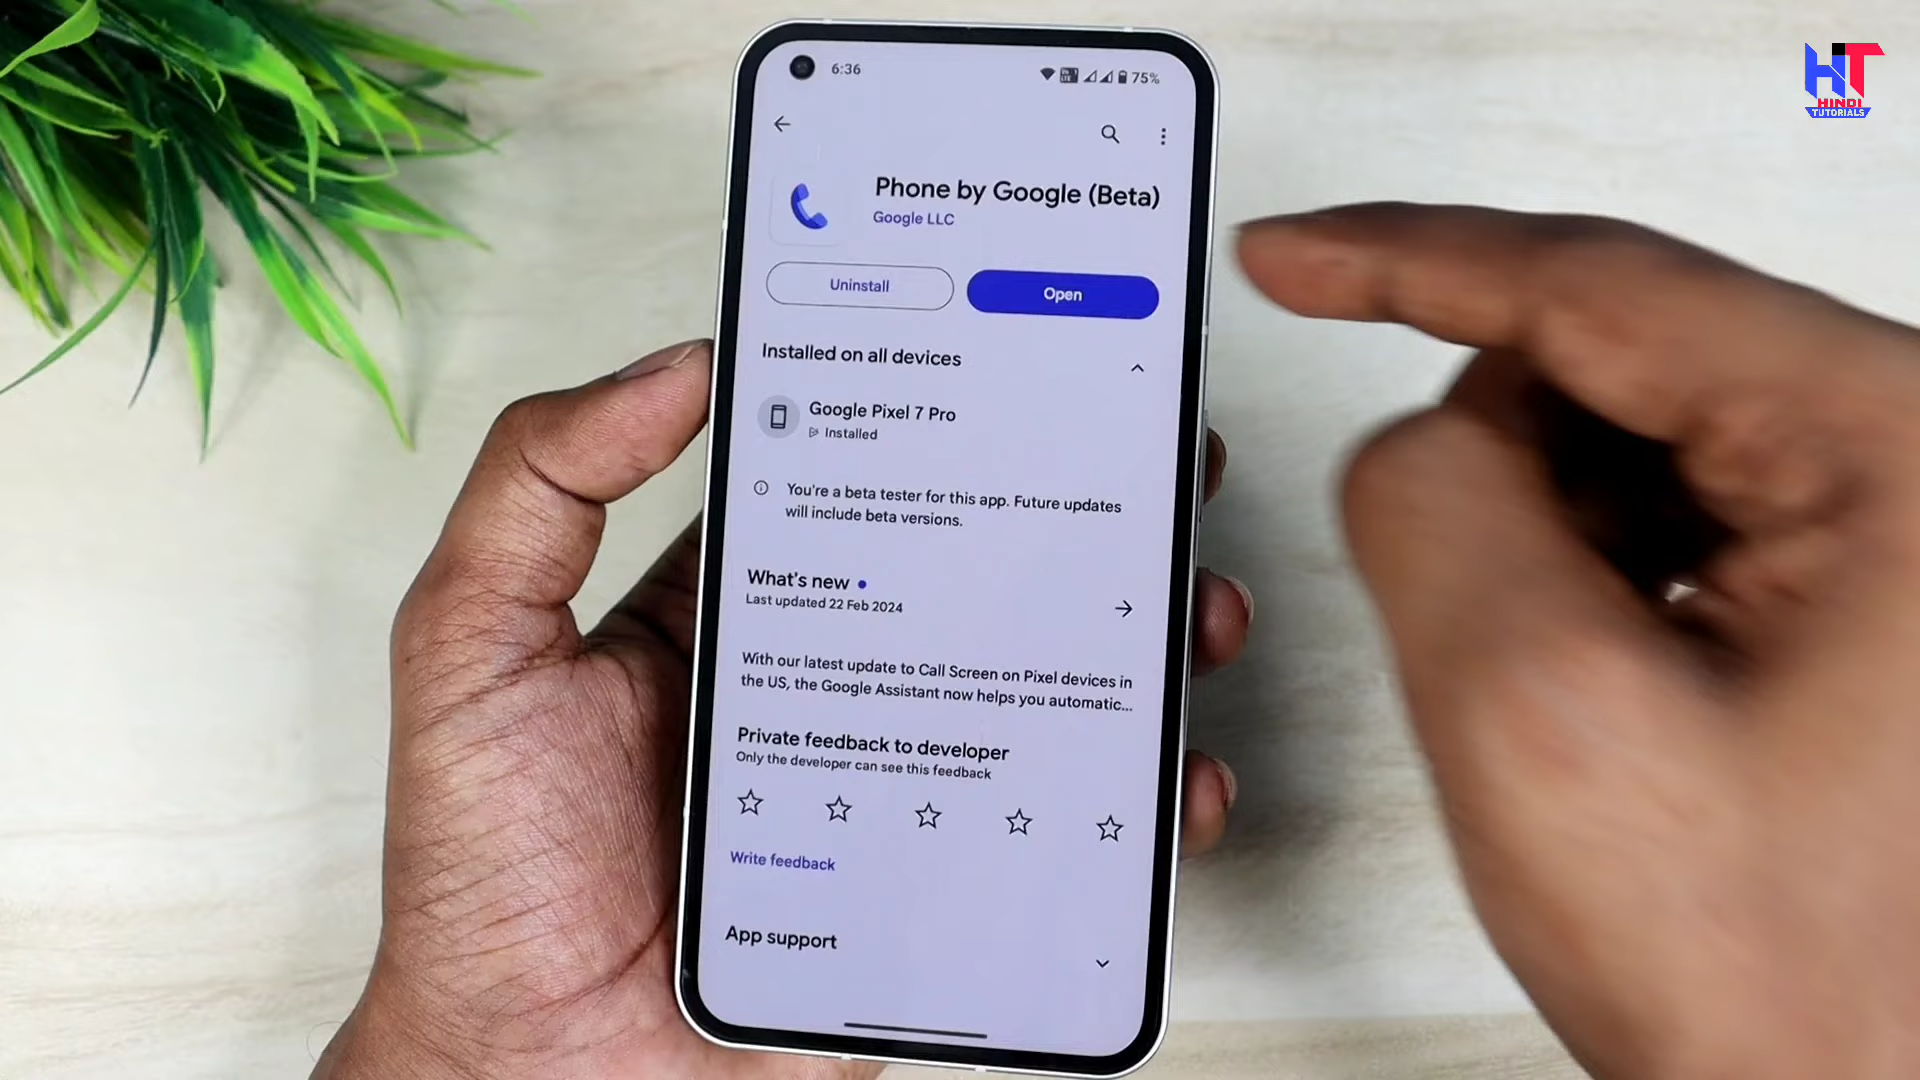 6:36
75%
HT
HINDI
TUTORIALS
Phone by Google (Beta)
Google LLC
Uninstall
Open
Installed on all devices
Google Pixel 7 Pro
Installed
You're a beta tester for this app. Future updates
will include beta versions.
What's new
Last updated 22 Feb 2024
With our latest update to Call Screen on Pixel devices in
the US, the Google Assistant now helps you automatic...
Private feedback to developer
Only the developer can see this feedback
Write feedback
App support